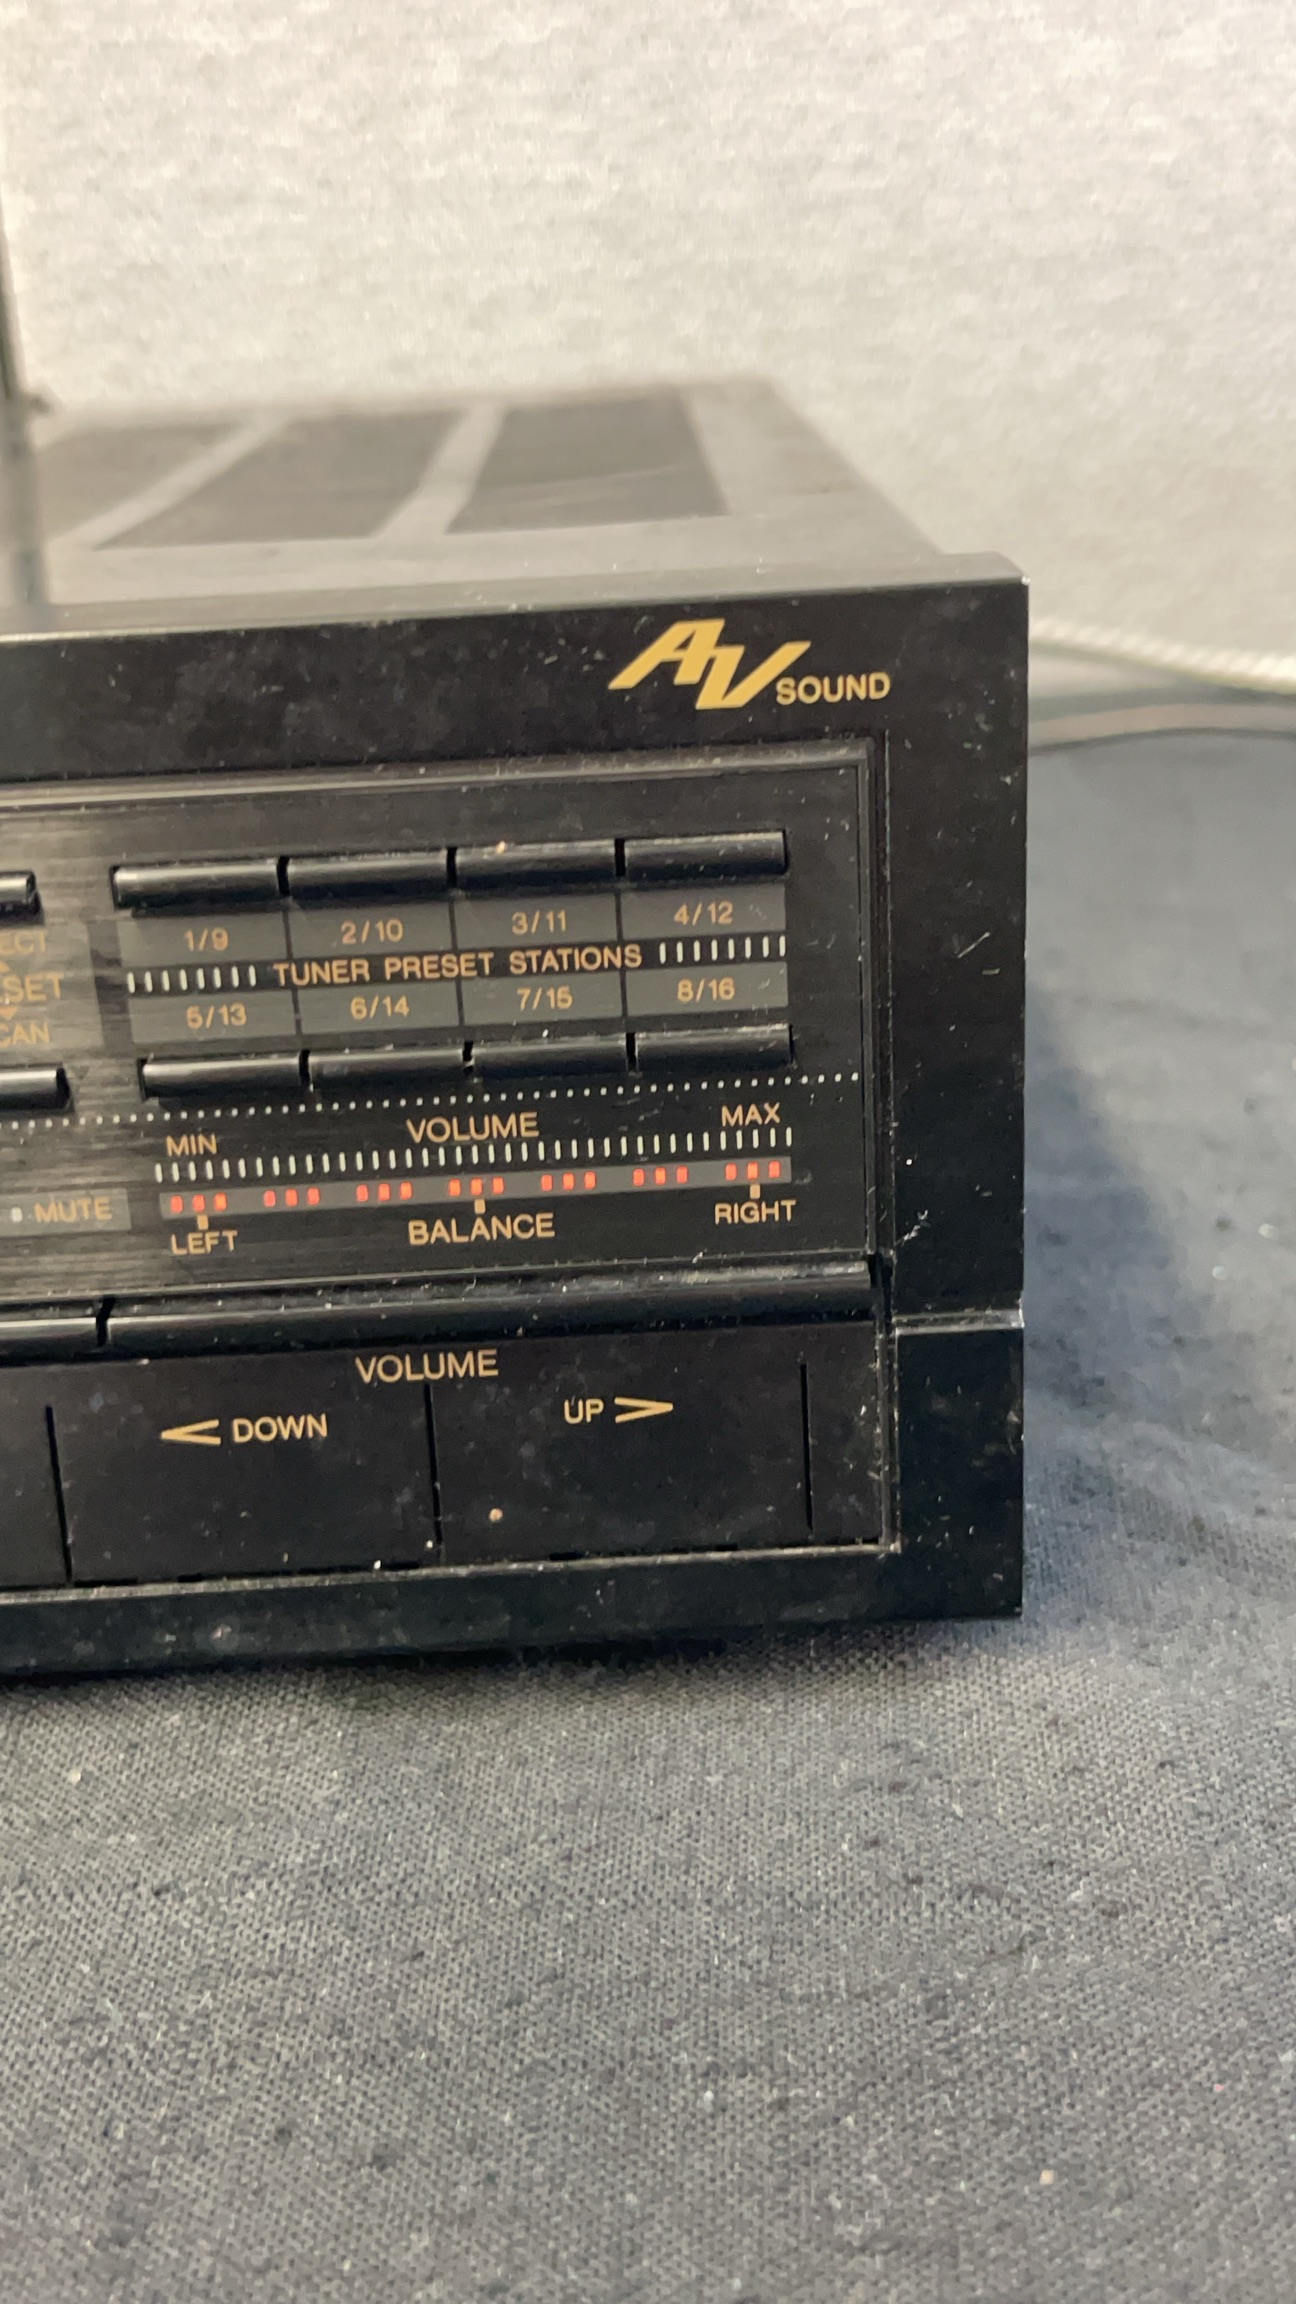 AV SOUND
1/9 2/10 3/11 4/12
TUNER PRESET STATIONS
5/13 6/14 7/15 8/16
MIN VOLUME MAX
MUTE
LEFT BALANCE RIGHT
VOLUME
< DOWN UP >